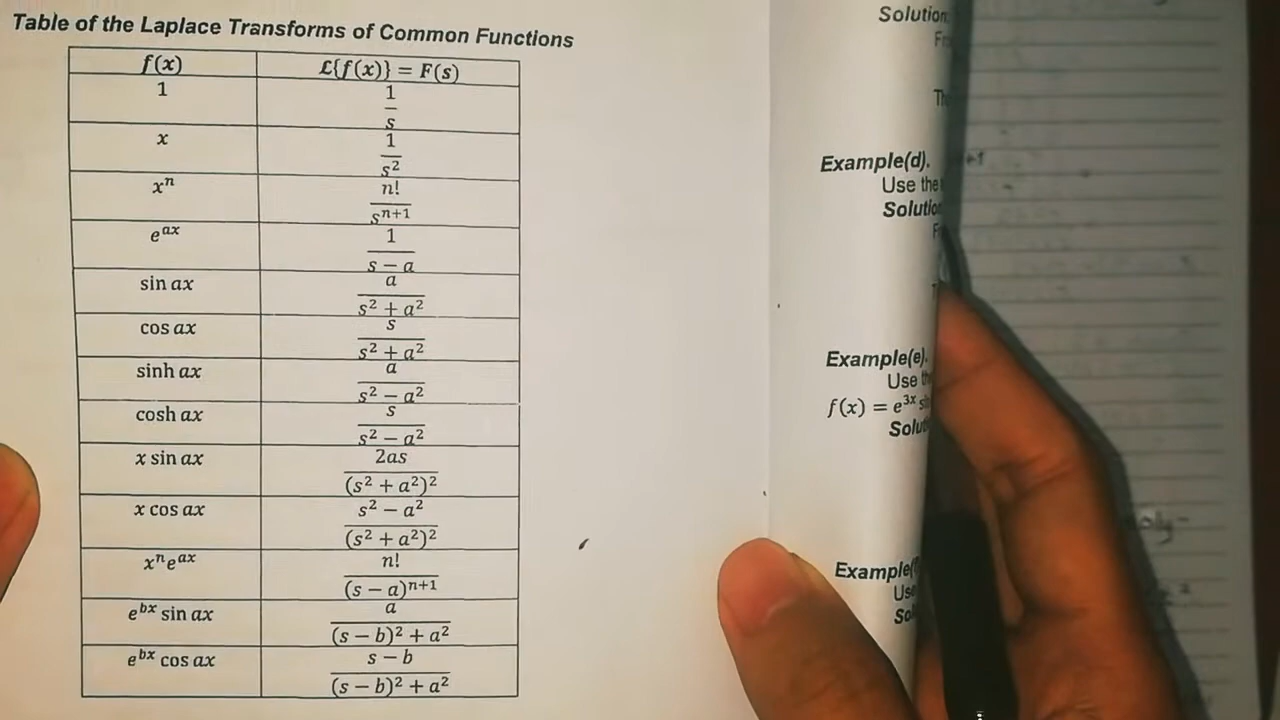 Table of the Laplace Transforms of Common Functions
f(x) ℒ{f(x)} = F(s)
1 1/s
x 1/s²
xⁿ n!/sⁿ⁺¹
eᵃˣ 1/(s − a)
sin ax a/(s² + a²)
cos ax s/(s² + a²)
sinh ax a/(s² − a²)
cosh ax s/(s² − a²)
x sin ax 2as/(s² + a²)²
x cos ax (s² − a²)/(s² + a²)²
xⁿeᵃˣ n!/(s − a)ⁿ⁺¹
eᵇˣ sin ax a/((s − b)² + a²)
eᵇˣ cos ax (s − b)/((s − b)² + a²)
Solution
Example(d).
Use the
Solution
Example(e).
Use
f(x) = e³ˣ
Example